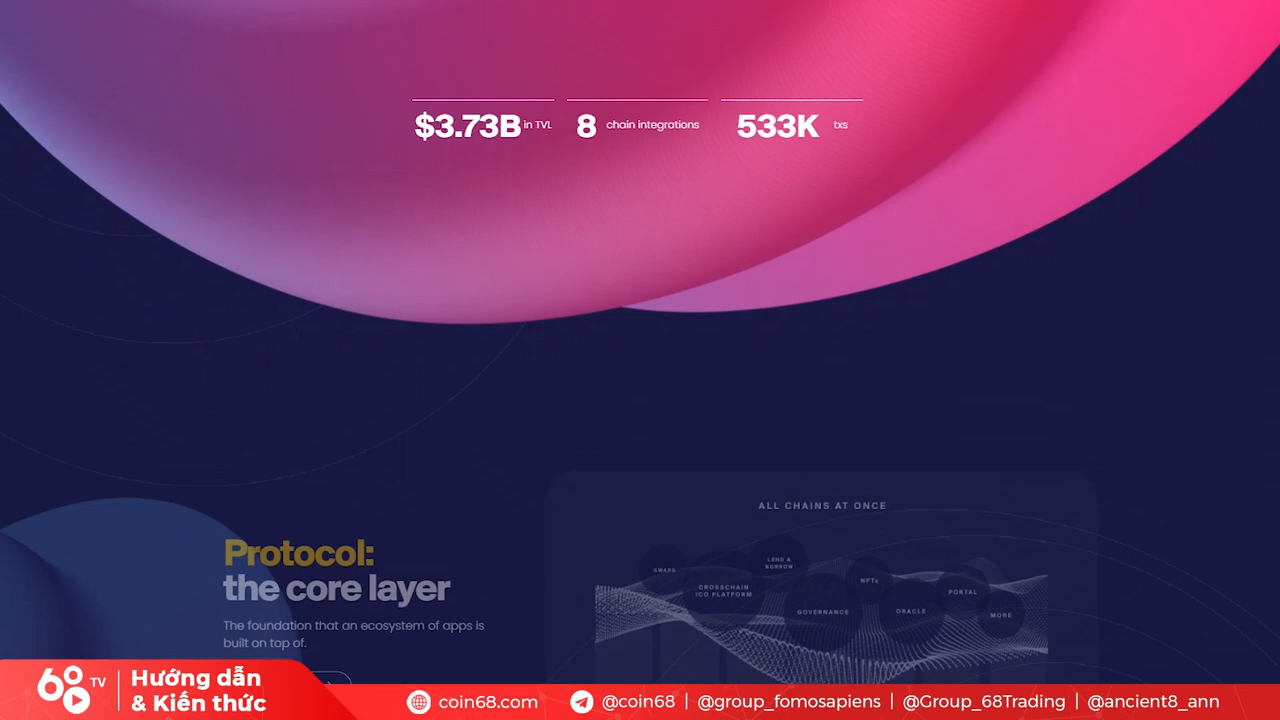 $3.73B in TVL
8 chain integrations
533K txs
ALL CHAINS AT ONCE
Protocol:
the core layer
The foundation that an ecosystem of apps is
built on top of.
SWAPS
CROSSCHAIN
ICO PLATFORM
LEND &
BORROW
GOVERNANCE
NFTs
ORACLE
PORTAL
MORE
68 TV
Hướng dẫn
& Kiến thức
coin68.com
@coin68 | @group_fomosapiens | @Group_68Trading | @ancient8_ann